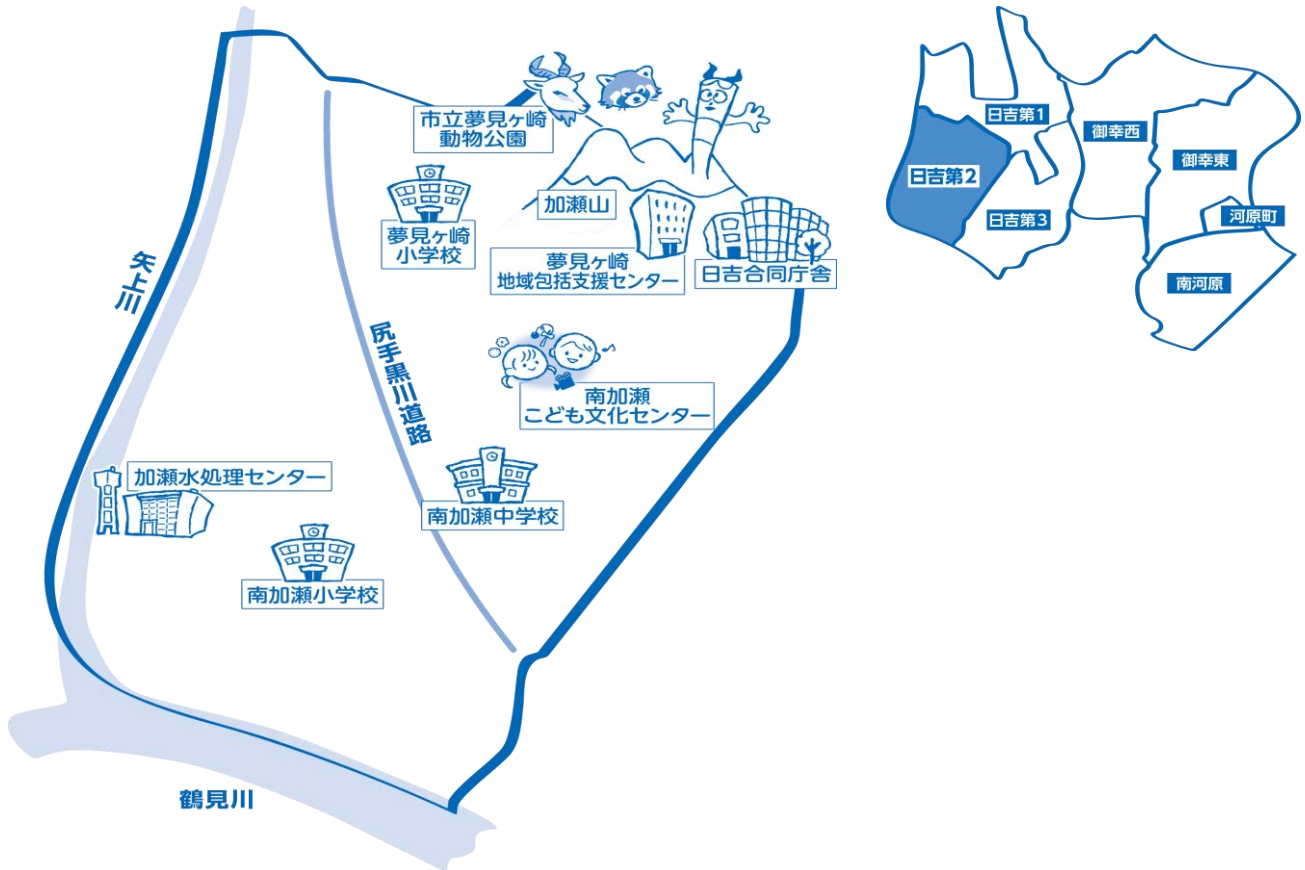 市立夢見ヶ崎
動物公園
加瀬山
夢見ヶ崎
小学校
夢見ヶ崎
地域包括支援センター
日吉合同庁舎
矢上川
尻手黒川道路
南加瀬
こども文化センター
加瀬水処理センター
南加瀬中学校
南加瀬小学校
鶴見川
日吉第1
御幸西
御幸東
日吉第2
日吉第3
河原町
南河原